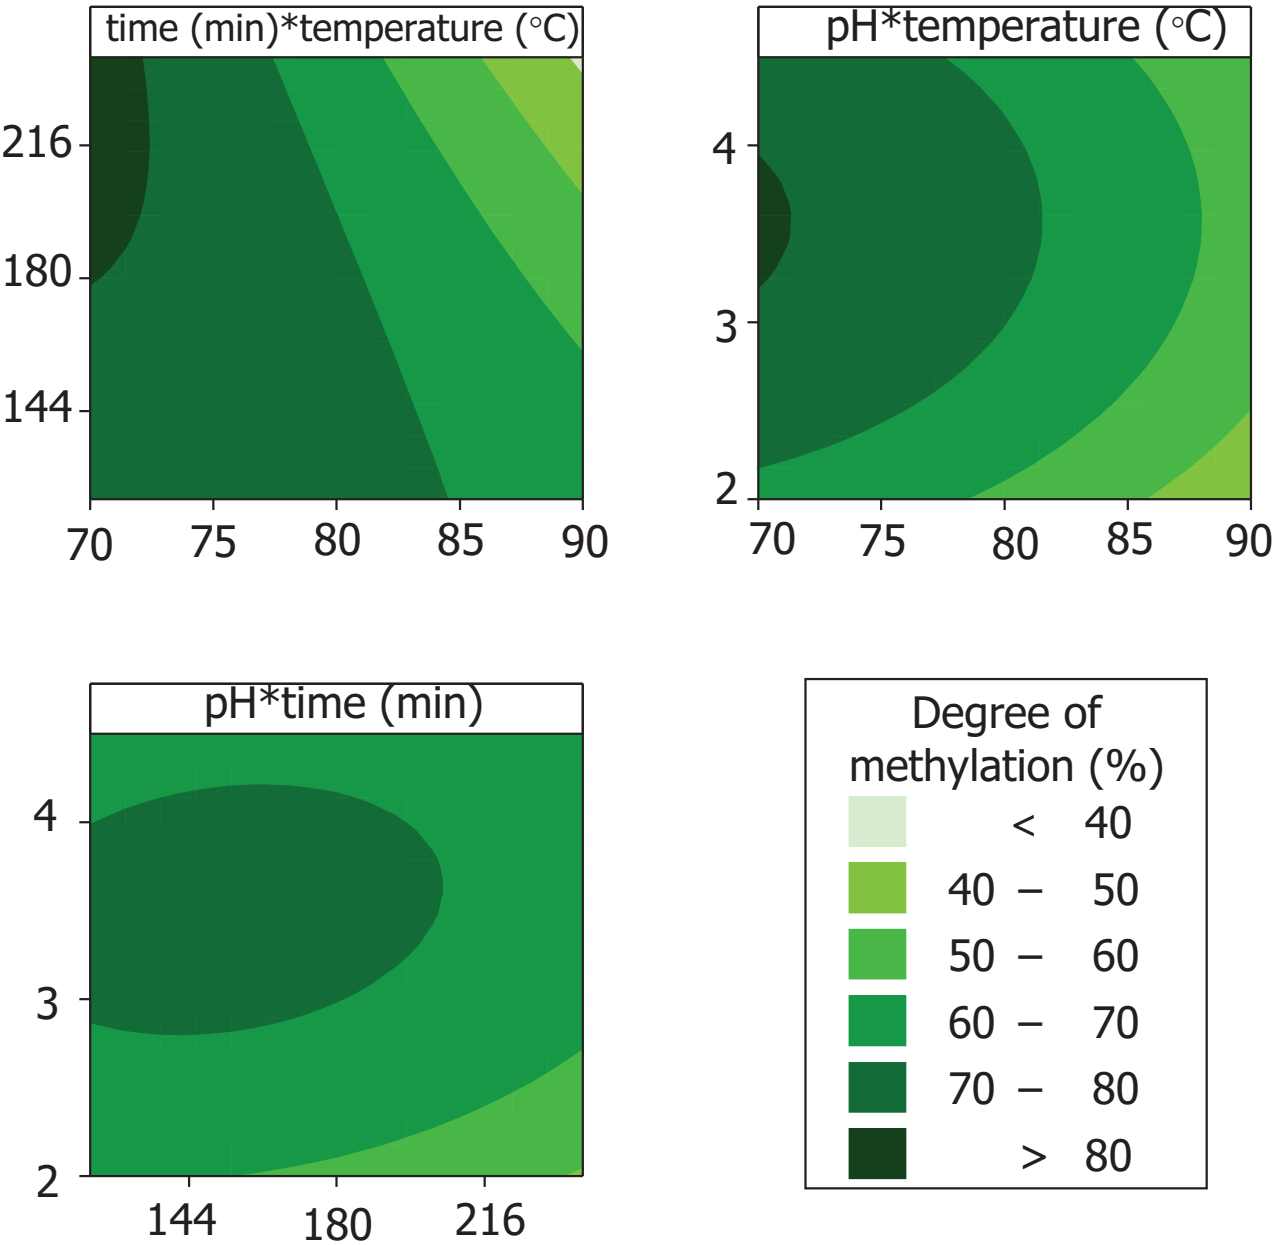 time (min)*temperature (°C)
216
180
144
70 75 80 85 90
pH*temperature (°C)
4
3
2
70 75 80 85 90
pH*time (min)
4
3
2
144 180 216
Degree of
methylation (%)
< 40
40 – 50
50 – 60
60 – 70
70 – 80
> 80